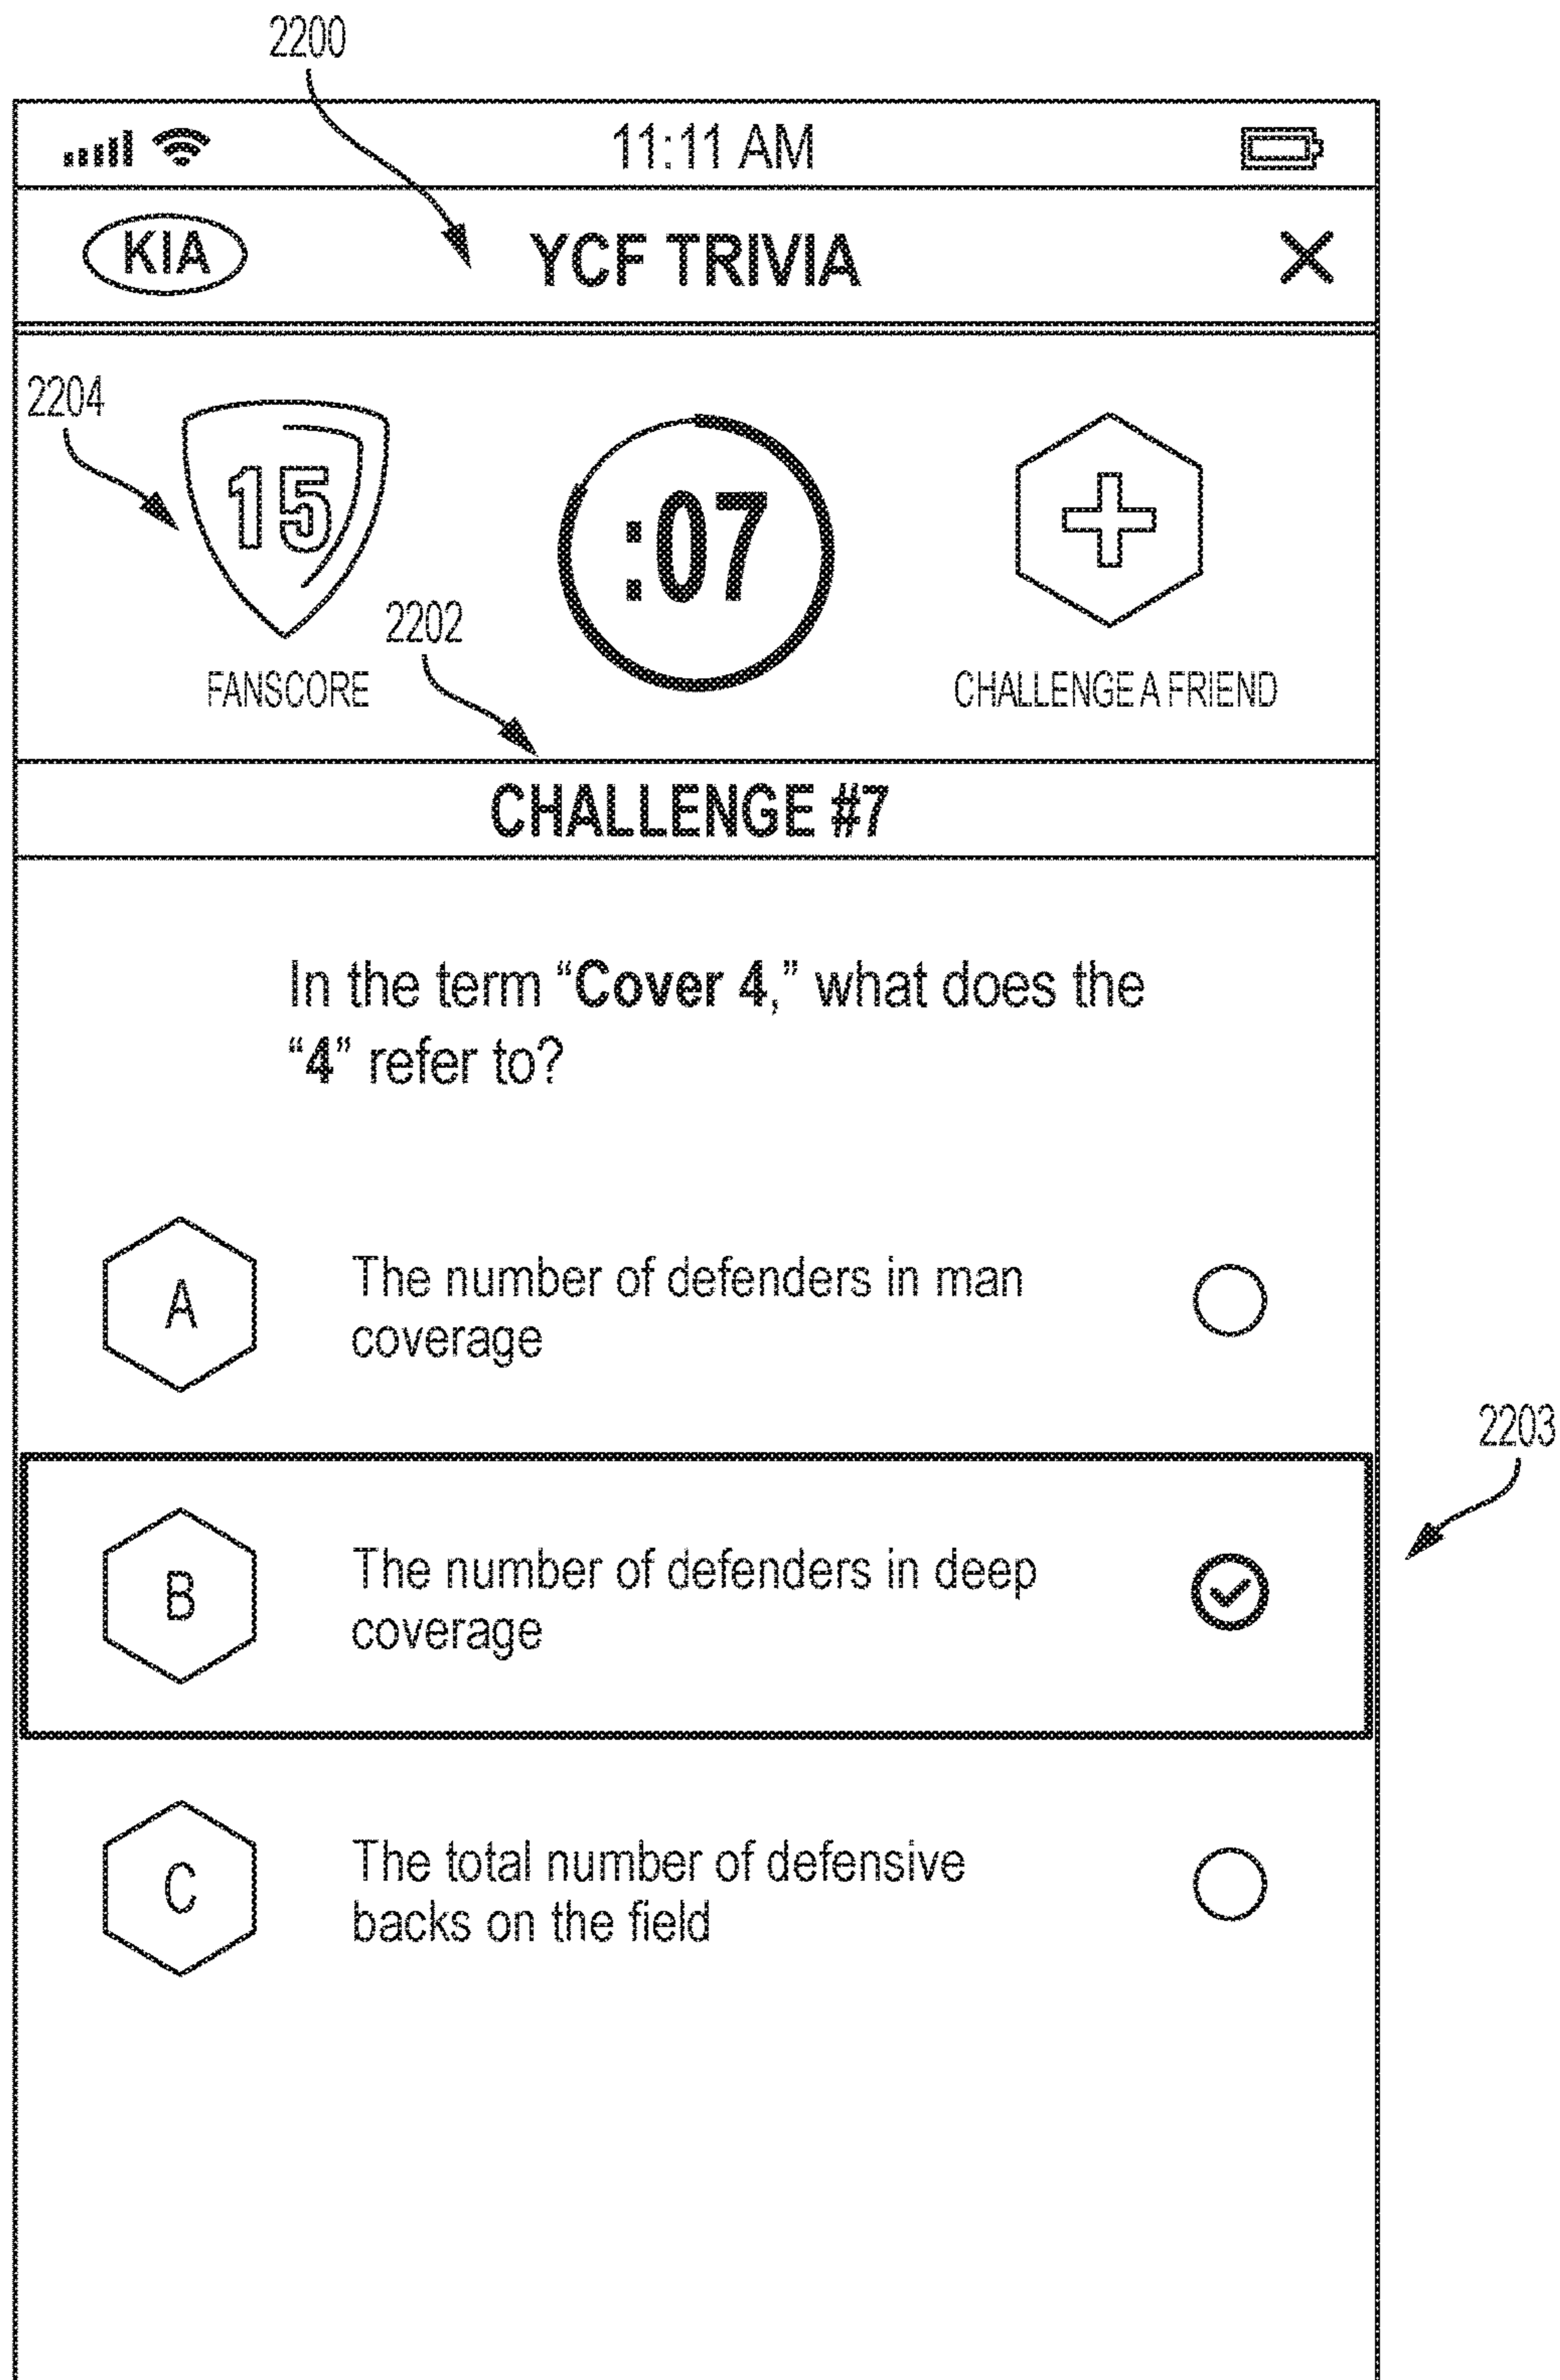 2200
11:11 AM
KIA
YCF TRIVIA
2204
15
:07
2202
FANSCORE
CHALLENGE A FRIEND
CHALLENGE #7
In the term “Cover 4,” what does the
“4” refer to?
A
The number of defenders in man
coverage
2203
B
The number of defenders in deep
coverage
C
The total number of defensive
backs on the field